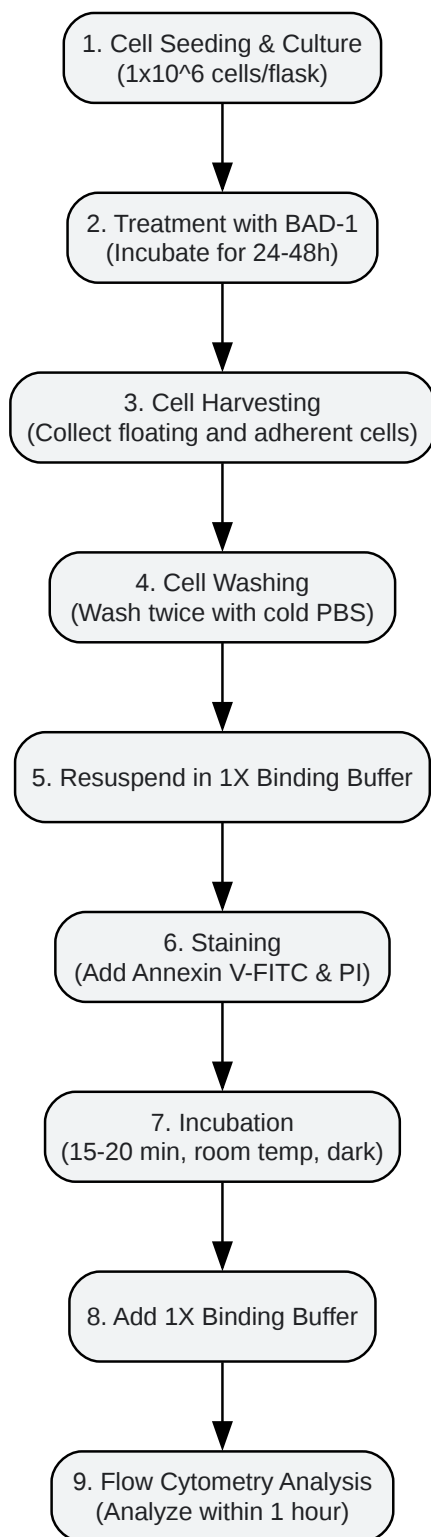 1. Cell Seeding & Culture
(1x10^6 cells/flask)
2. Treatment with BAD-1
(Incubate for 24-48h)
3. Cell Harvesting
(Collect floating and adherent cells)
4. Cell Washing
(Wash twice with cold PBS)
5. Resuspend in 1X Binding Buffer
6. Staining
(Add Annexin V-FITC & PI)
7. Incubation
(15-20 min, room temp, dark)
8. Add 1X Binding Buffer
9. Flow Cytometry Analysis
(Analyze within 1 hour)